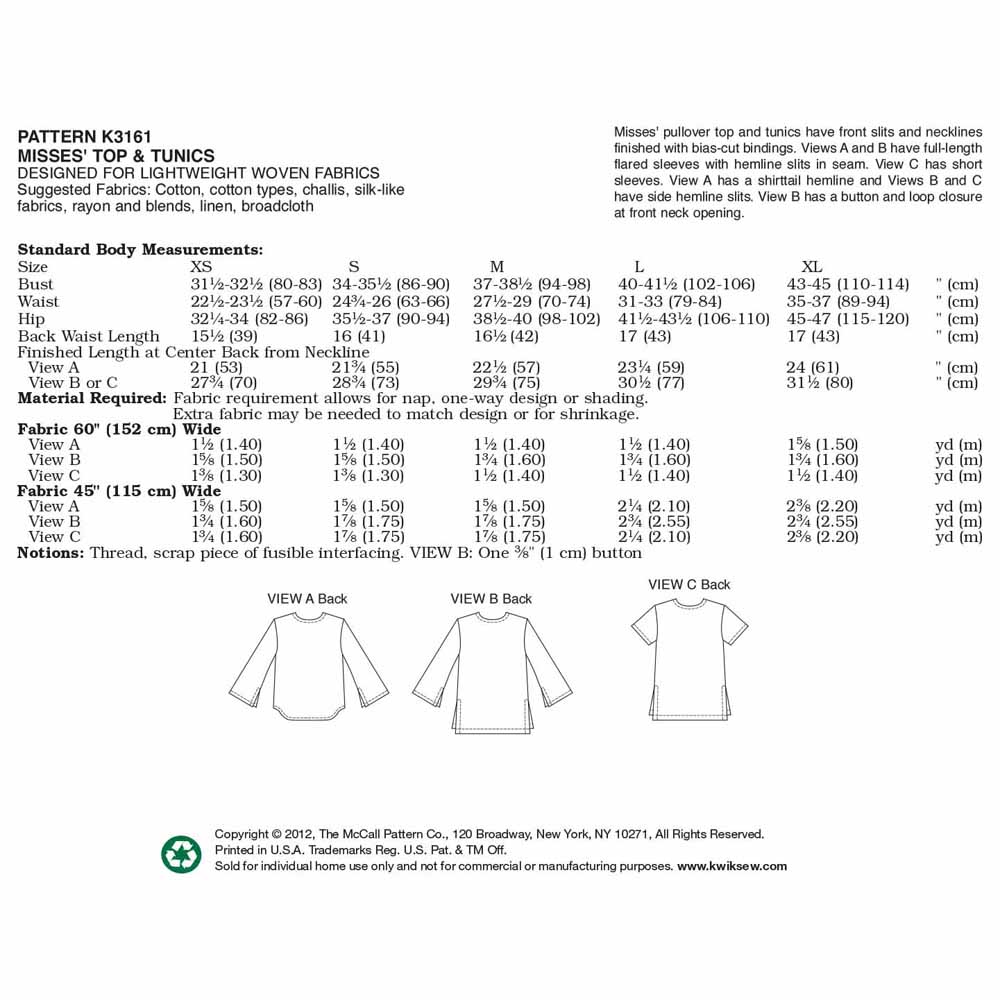 PATTERN K3161
MISSES' TOP & TUNICS
DESIGNED FOR LIGHTWEIGHT WOVEN FABRICS
Suggested Fabrics: Cotton, cotton types, challis, silk-like
fabrics, rayon and blends, linen, broadcloth
Misses' pullover top and tunics have front slits and necklines
finished with bias-cut bindings. Views A and B have full-length
flared sleeves with hemline slits in seam. View C has short
sleeves. View A has a shirttail hemline and Views B and C
have side hemline slits. View B has a button and loop closure
at front neck opening.
Standard Body Measurements:
Size XS S M L XL
Bust 31½-32½ (80-83) 34-35½ (86-90) 37-38½ (94-98) 40-41½ (102-106) 43-45 (110-114) " (cm)
Waist 22½-23½ (57-60) 24¾-26 (63-66) 27½-29 (70-74) 31-33 (79-84) 35-37 (89-94) " (cm)
Hip 32¼-34 (82-86) 35½-37 (90-94) 38½-40 (98-102) 41½-43½ (106-110) 45-47 (115-120) " (cm)
Back Waist Length 15½ (39) 16 (41) 16½ (42) 17 (43) 17 (43) " (cm)
Finished Length at Center Back from Neckline
View A 21 (53) 21¾ (55) 22½ (57) 23¼ (59) 24 (61) " (cm)
View B or C 27¾ (70) 28¾ (73) 29¾ (75) 30½ (77) 31½ (80) " (cm)
Material Required: Fabric requirement allows for nap, one-way design or shading.
Extra fabric may be needed to match design or for shrinkage.
Fabric 60" (152 cm) Wide
View A 1½ (1.40) 1½ (1.40) 1½ (1.40) 1½ (1.40) 1⅝ (1.50) yd (m)
View B 1⅝ (1.50) 1⅝ (1.50) 1¾ (1.60) 1¾ (1.60) 1¾ (1.60) yd (m)
View C 1⅜ (1.30) 1⅜ (1.30) 1½ (1.40) 1½ (1.40) 1½ (1.40) yd (m)
Fabric 45" (115 cm) Wide
View A 1⅝ (1.50) 1⅝ (1.50) 1⅝ (1.50) 2¼ (2.10) 2⅜ (2.20) yd (m)
View B 1¾ (1.60) 1⅞ (1.75) 1⅞ (1.75) 2¾ (2.55) 2¾ (2.55) yd (m)
View C 1¾ (1.60) 1⅞ (1.75) 1⅞ (1.75) 2¼ (2.10) 2⅜ (2.20) yd (m)
Notions: Thread, scrap piece of fusible interfacing. VIEW B: One ⅜" (1 cm) button
VIEW A Back
VIEW B Back
VIEW C Back
Copyright © 2012, The McCall Pattern Co., 120 Broadway, New York, NY 10271, All Rights Reserved.
Printed in U.S.A. Trademarks Reg. U.S. Pat. & TM Off.
Sold for individual home use only and not for commercial or manufacturing purposes. www.kwiksew.com